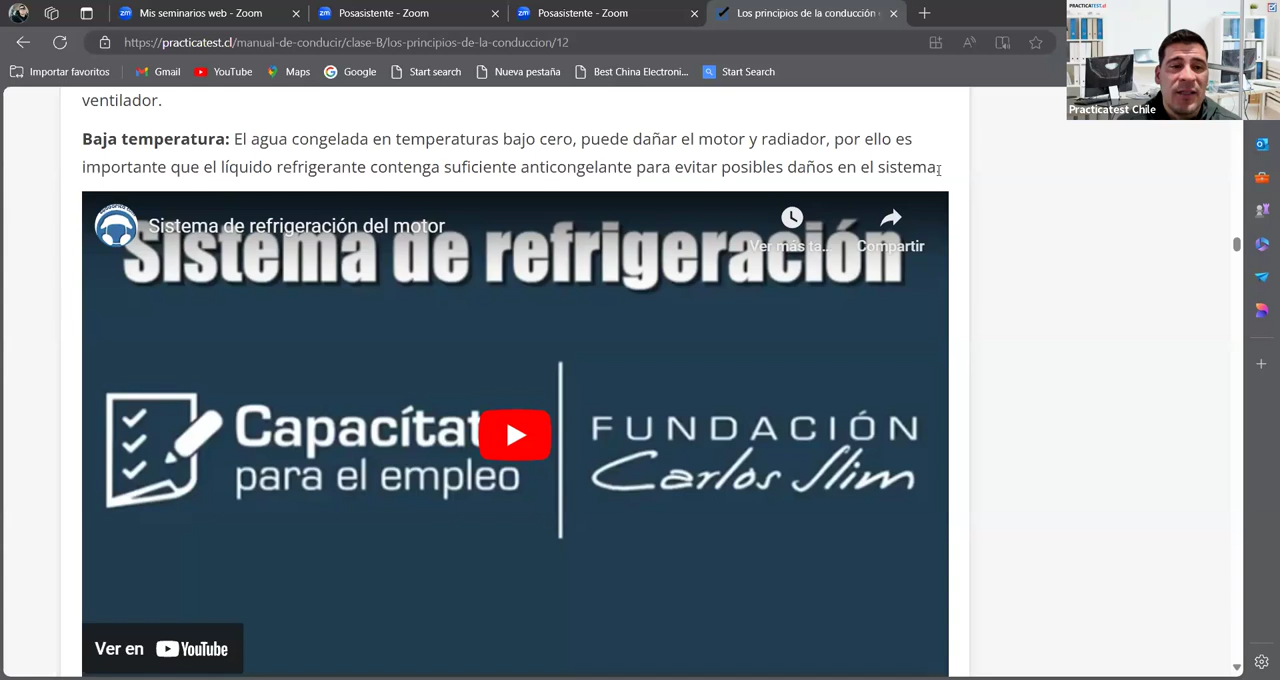 Mis seminarios web - Zoom
Posasistente - Zoom
Posasistente - Zoom
Los principios de la conducción
https://practicatest.cl/manual-de-conducir/clase-B/los-principios-de-la-conduccion/12
Importar favoritos
Gmail
YouTube
Maps
Google
Start search
Nueva pestaña
Best China Electroni...
Start Search
PRACTICATEST.cl
Practicatest Chile
ventilador.
Baja temperatura: El agua congelada en temperaturas bajo cero, puede dañar el motor y radiador, por ello es
importante que el líquido refrigerante contenga suficiente anticongelante para evitar posibles daños en el sistema.
Sistema de refrigeración del motor
Sistema de refrigeración
Ver más ta...
Compartir
Capacítat
para el empleo
FUNDACIÓN
Carlos Slim
Ver en YouTube